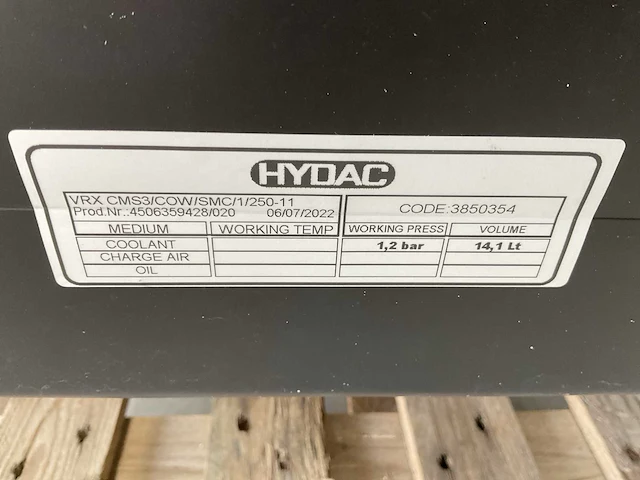 HYDAC
VRX CMS3/COW/SMC/1/250-11
Prod.Nr.:4506359428/020 06/07/2022
CODE:3850354
MEDIUM WORKING TEMP WORKING PRESS VOLUME
COOLANT 1,2 bar 14,1 Lt
CHARGE AIR
OIL